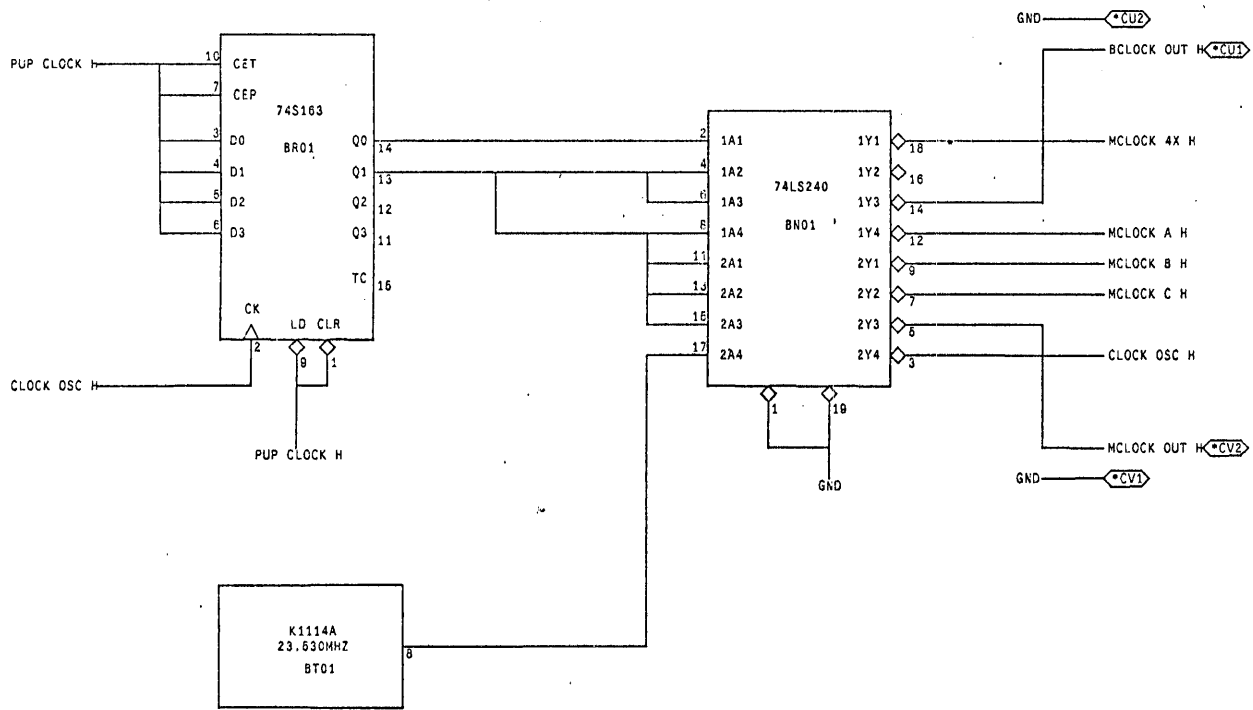 GND *CU2
PUP CLOCK H
BCLOCK OUT H *CU1
10 CET
7 CEP
74S163
BR01
3 D0 Q0 14
4 D1 Q1 13
5 D2 Q2 12
6 D3 Q3 11
TC 15
CK
LD CLR
2
9
1
CLOCK OSC H
PUP CLOCK H
74LS240
BN01
2 1A1 1Y1 18 MCLOCK 4X H
4 1A2 1Y2 16
6 1A3 1Y3 14
8 1A4 1Y4 12 MCLOCK A H
11 2A1 2Y1 9 MCLOCK B H
13 2A2 2Y2 7 MCLOCK C H
15 2A3 2Y3 5
17 2A4 2Y4 3 CLOCK OSC H
1
19
GND
MCLOCK OUT H *CV2
GND *CV1
K1114A
23.630MHZ
BT01
8